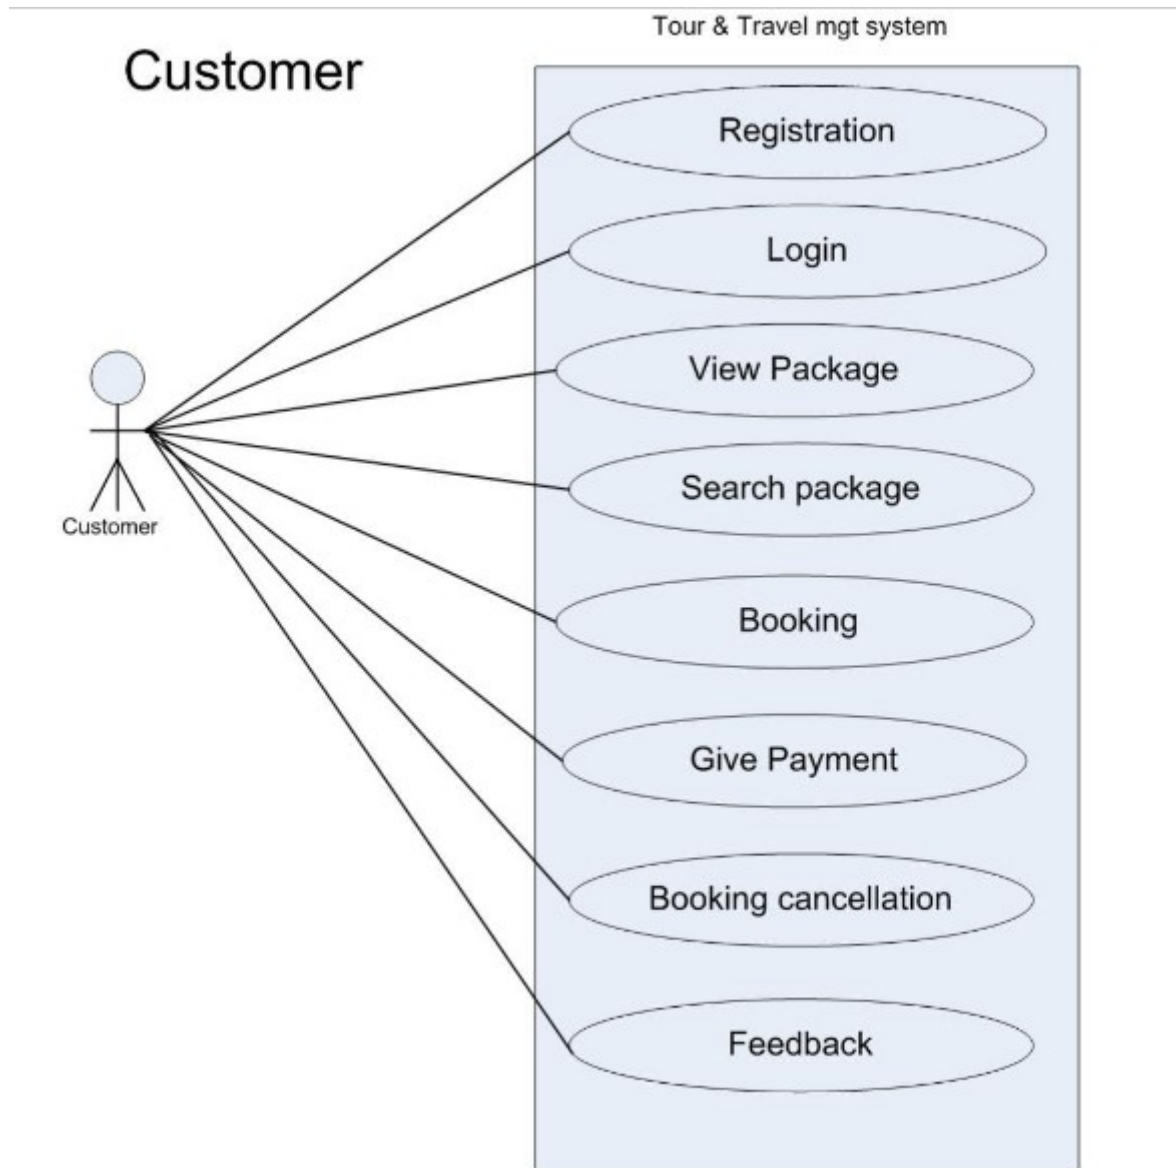 Tour & Travel mgt system
Customer
Registration
Login
View Package
Search package
Customer
Booking
Give Payment
Booking cancellation
Feedback